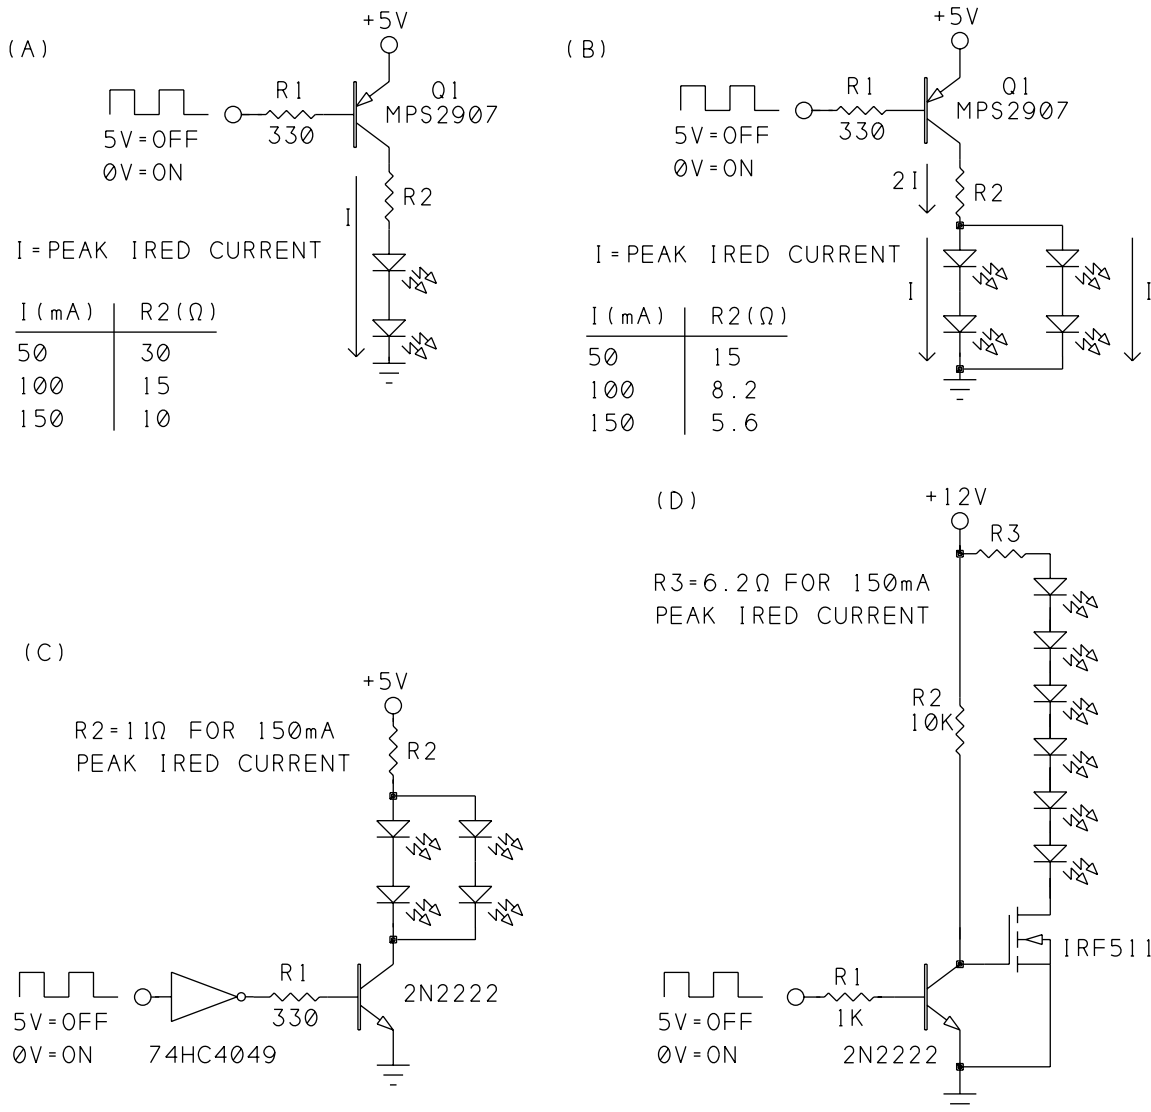 (A)
+5V
R1
330
Q1
MPS2907
5V=OFF
0V=ON
R2
I
I=PEAK IRED CURRENT
I(mA) R2(Ω)
50 30
100 15
150 10
(B)
+5V
R1
330
Q1
MPS2907
5V=OFF
0V=ON
2I
R2
I=PEAK IRED CURRENT
I
I
I(mA) R2(Ω)
50 15
100 8.2
150 5.6
(C)
+5V
R2=11Ω FOR 150mA
PEAK IRED CURRENT
R2
R1
330
2N2222
5V=OFF
0V=ON
74HC4049
(D)
+12V
R3
R3=6.2Ω FOR 150mA
PEAK IRED CURRENT
R2
10K
IRF511
R1
1K
5V=OFF
0V=ON
2N2222